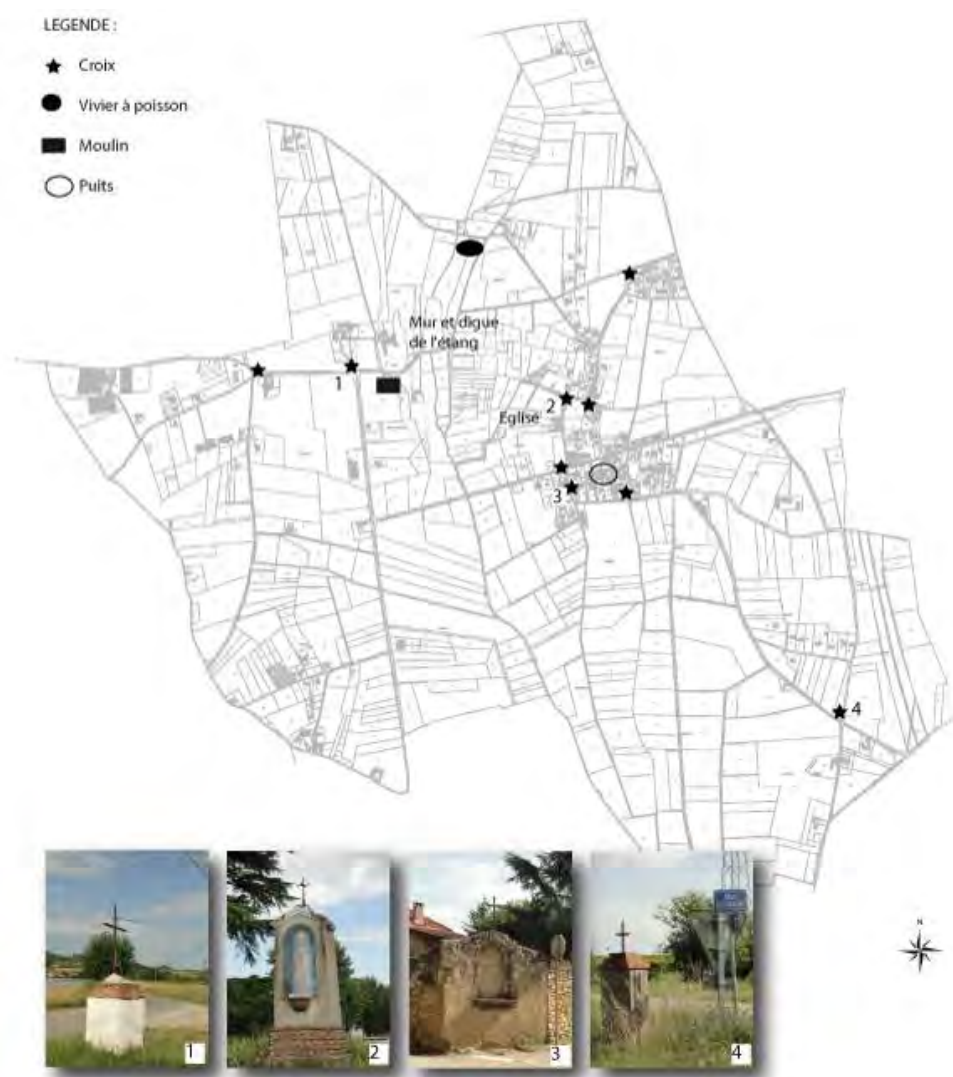 LEGENDE :
Croix
Vivier à poisson
Moulin
Puits
Mur et digue
de l'étang
1
2
Eglise
3
4
N
1
2
3
4